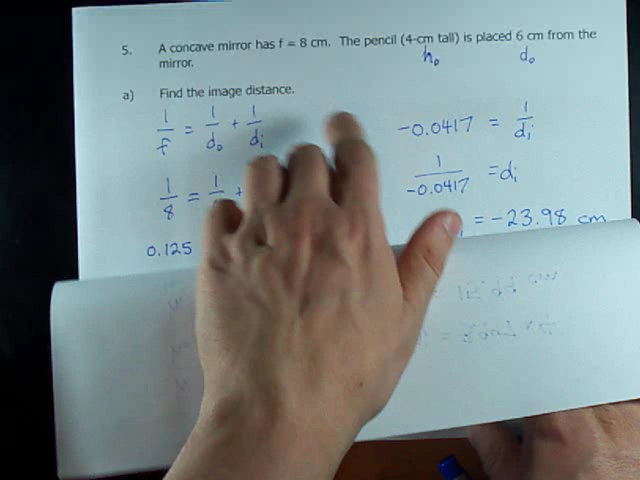 5. A concave mirror has f = 8 cm. The pencil (4-cm tall) is placed 6 cm from the
mirror.
h₀ d₀
a) Find the image distance.
1/f = 1/d₀ + 1/dᵢ
1/8 = 1/ +
0.125
-0.0417 = 1/dᵢ
1/-0.0417 = dᵢ
= -23.98 cm